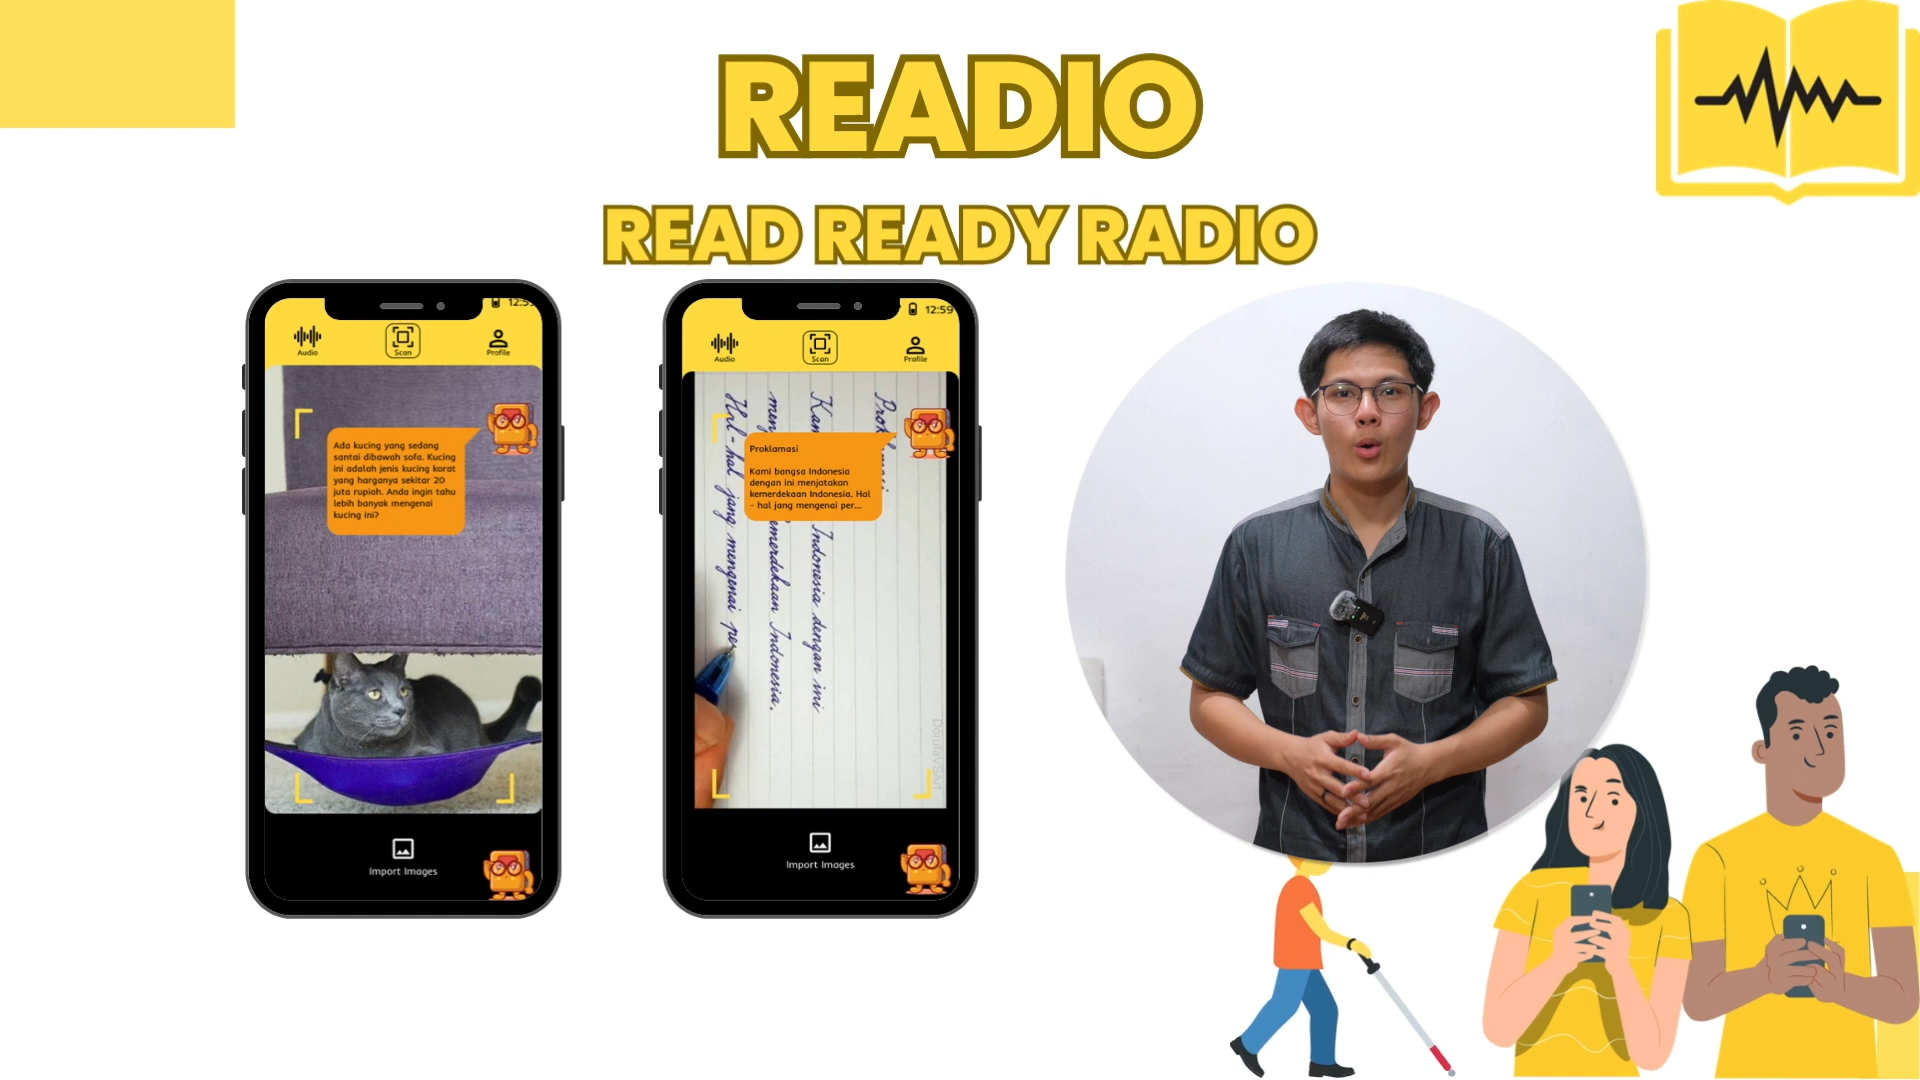 READIO
READ READY RADIO
12:5
Audio
Scan
Profile
Ada kucing yang sedang
santai dibawah sofa. Kucing
ini adalah jenis kucing korat
yang harganya sekitar 20
juta rupiah. Anda ingin tahu
lebih banyak mengenai
kucing ini?
Import Images
12:59
Audio
Scan
Profile
Proklamasi
Kami bangsa Indonesia
dengan ini menjatakan
kemerdekaan Indonesia. Hal
- hal jang mengenai per...
Indonesia dengan ini
emerdekaan Indonesia.
Hal-hal jang mengenai pe
Import Images